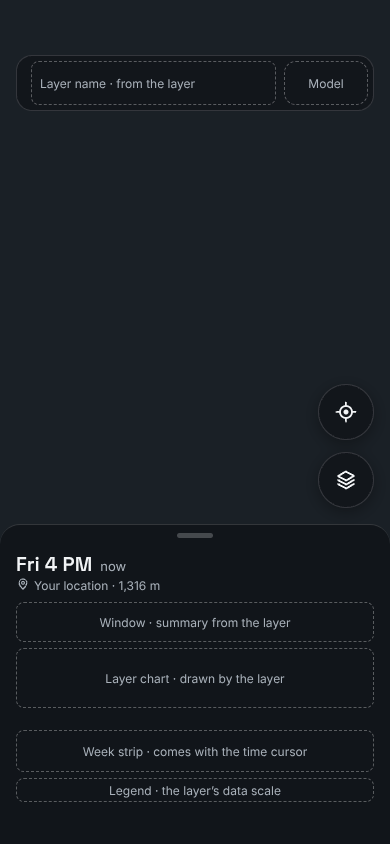 Layer name · from the layer
Model
Fri 4 PM now
Your location · 1,316 m
Window · summary from the layer
Layer chart · drawn by the layer
Week strip · comes with the time cursor
Legend · the layer’s data scale